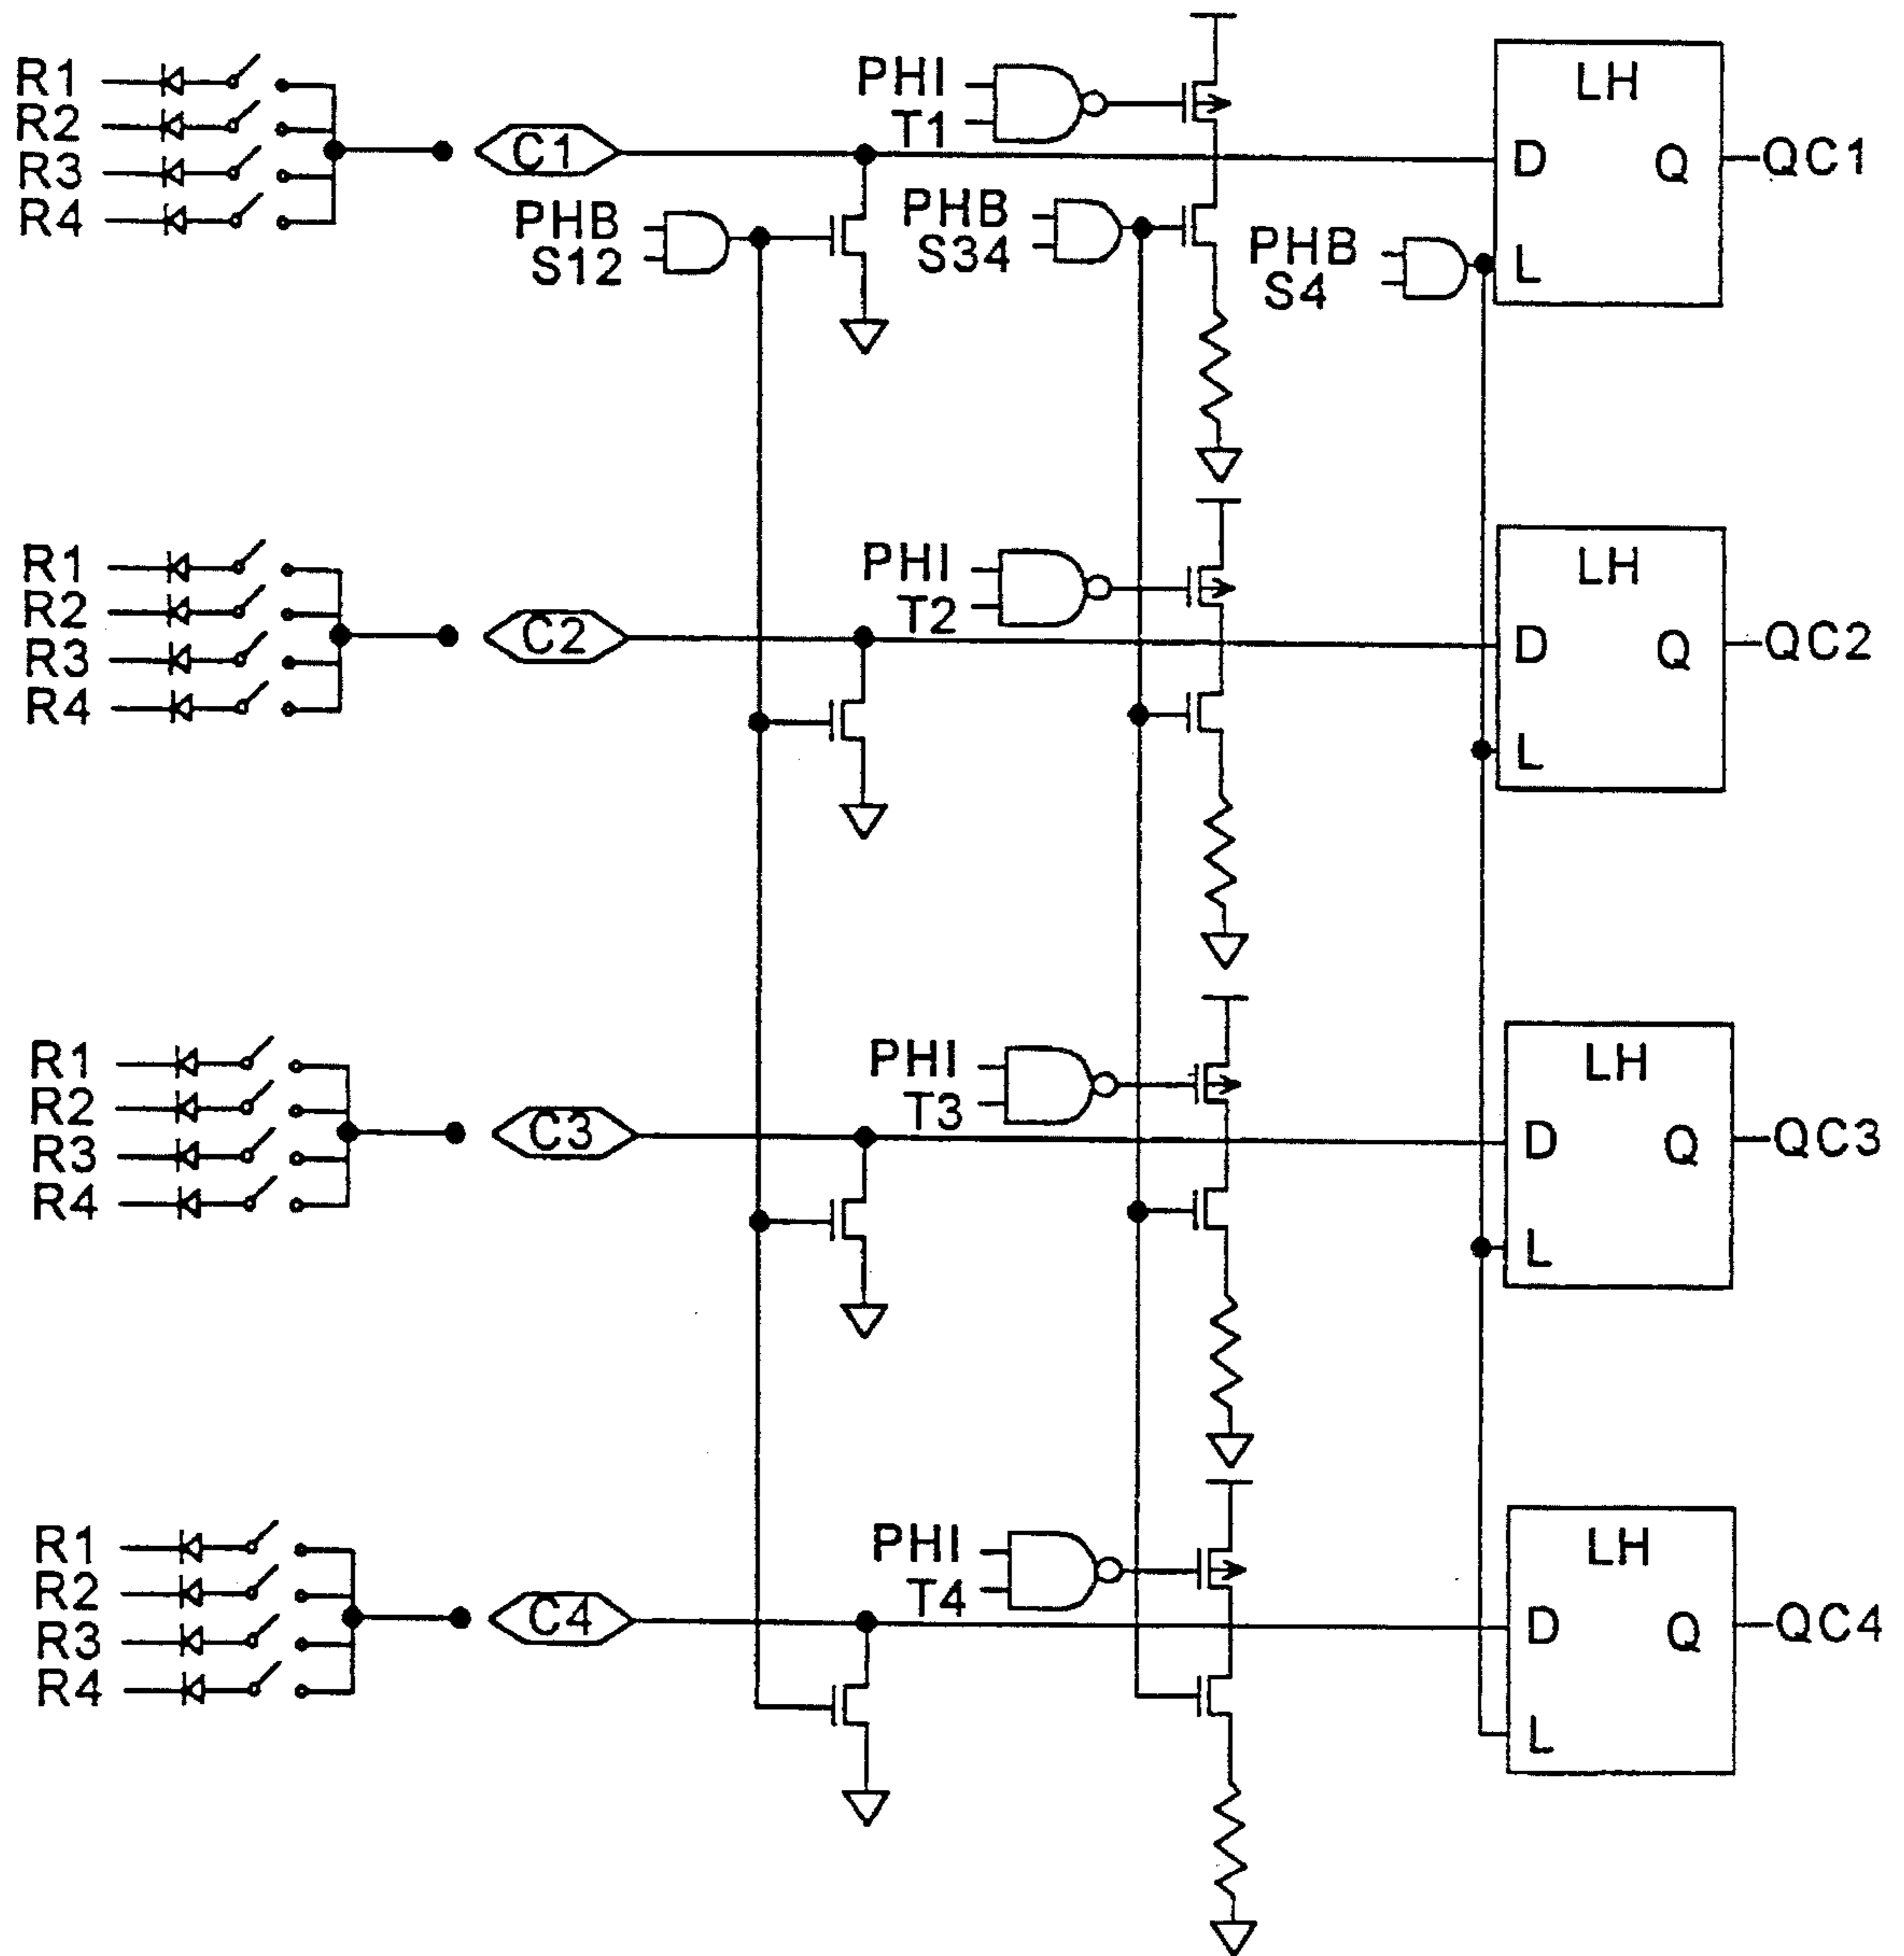 R1
R2
R3
R4
C1
PHB
S12
PHI
T1
PHB
S34
PHB
S4
LH
D
Q
L
QC1
R1
R2
R3
R4
C2
PHI
T2
LH
D
Q
L
QC2
R1
R2
R3
R4
C3
PHI
T3
LH
D
Q
L
QC3
R1
R2
R3
R4
C4
PHI
T4
LH
D
Q
L
QC4